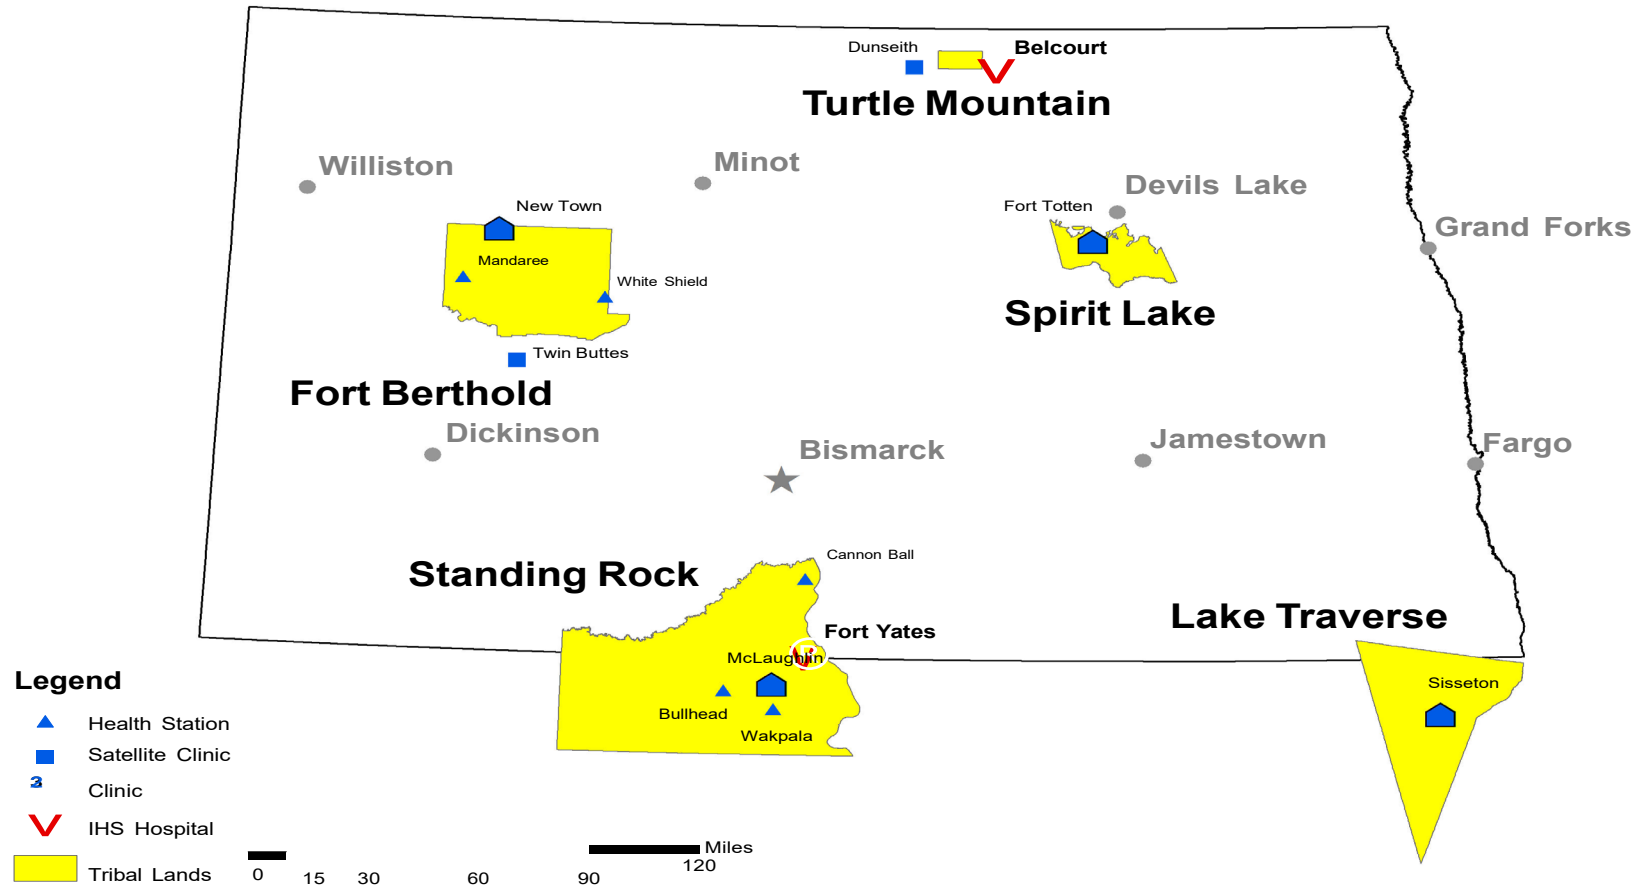 Dunseith
Belcourt
Turtle Mountain
Williston
Minot
Devils Lake
New Town
Fort Totten
Grand Forks
Mandaree
White Shield
Spirit Lake
Twin Buttes
Fort Berthold
Dickinson
Bismarck
Jamestown
Fargo
Cannon Ball
Standing Rock
Lake Traverse
Fort Yates
McLaughlin
Sisseton
Bullhead
Wakpala
Legend
Health Station
Satellite Clinic
Clinic
IHS Hospital
Tribal Lands
Miles
0 15 30 60 90 120